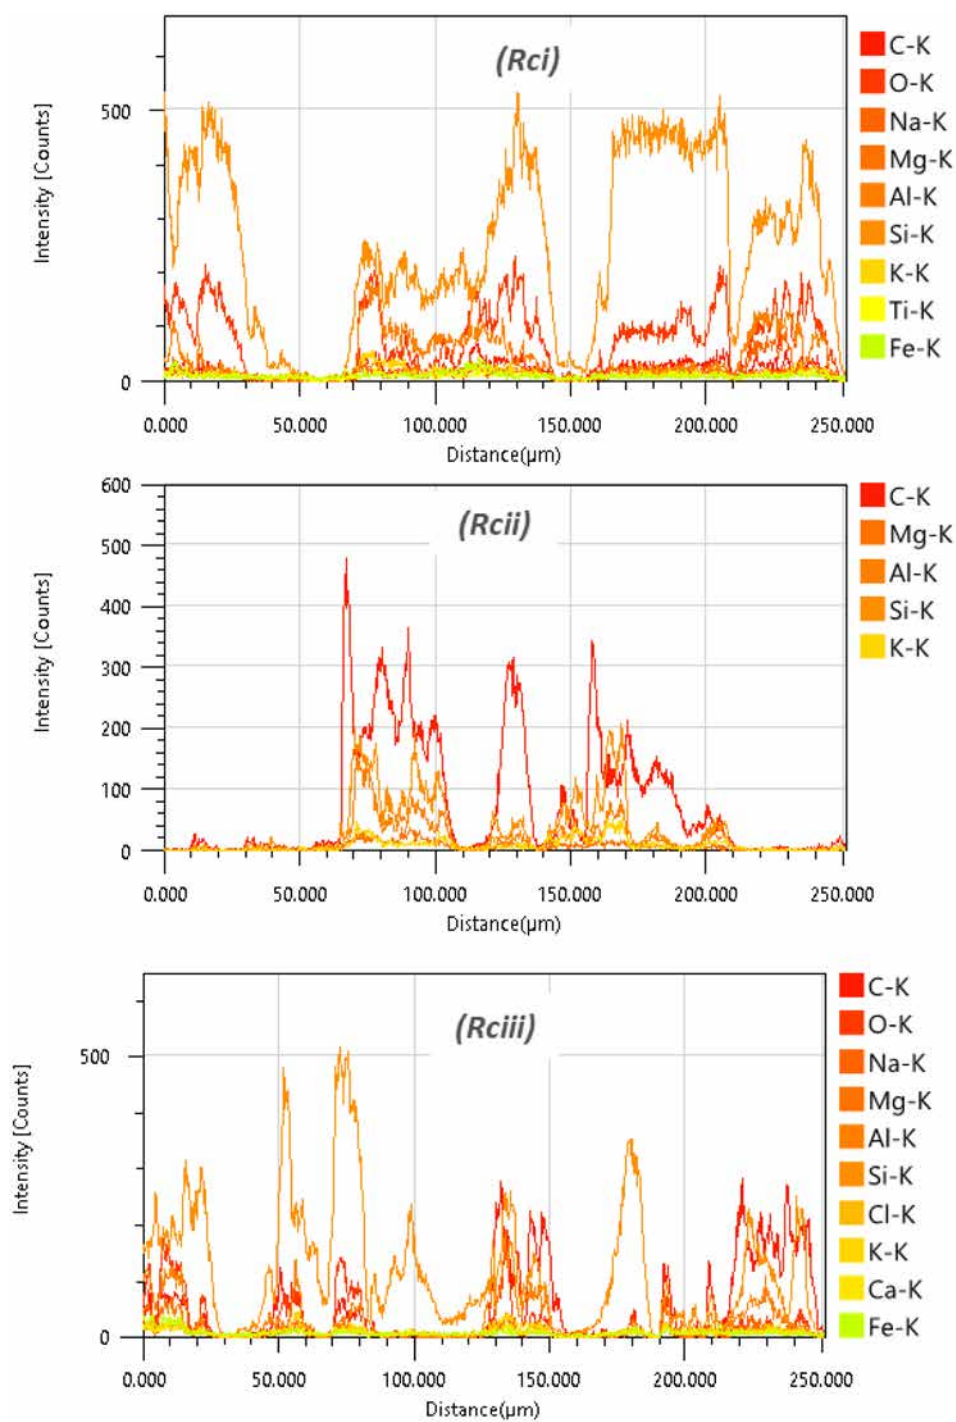 (Rci)
Intensity [Counts]
500
0
0.000 50.000 100.000 150.000 200.000 250.000
Distance(µm)
C-K
O-K
Na-K
Mg-K
Al-K
Si-K
K-K
Ti-K
Fe-K
(Rcii)
Intensity [Counts]
600
500
400
300
200
100
0
0.000 50.000 100.000 150.000 200.000 250.000
Distance(µm)
C-K
Mg-K
Al-K
Si-K
K-K
(Rciii)
Intensity [Counts]
500
0
0.000 50.000 100.000 150.000 200.000 250.000
Distance(µm)
C-K
O-K
Na-K
Mg-K
Al-K
Si-K
Cl-K
K-K
Ca-K
Fe-K